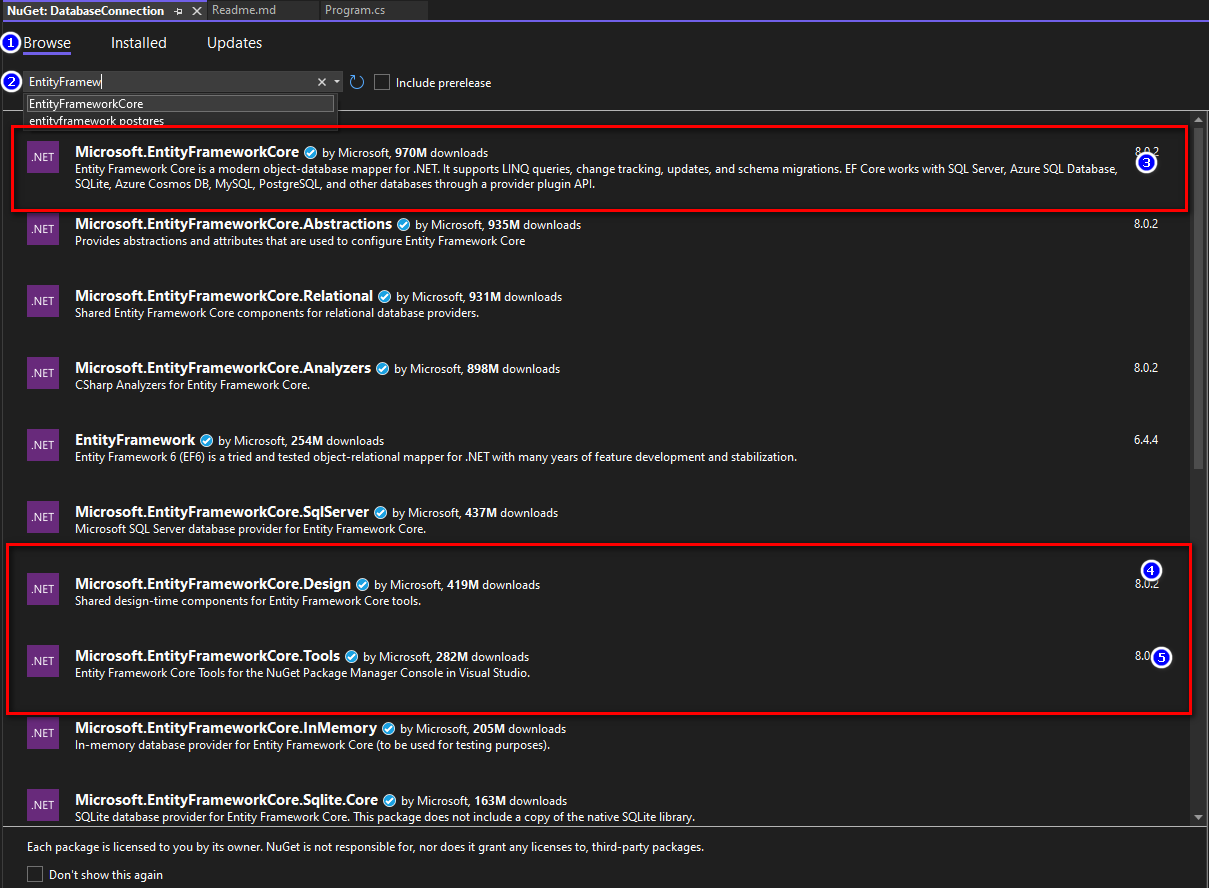 NuGet: DatabaseConnection
Readme.md
Program.cs
1 Browse Installed Updates
2 EntityFramew
Include prerelease
EntityFrameworkCore
entityframework postgres
.NET Microsoft.EntityFrameworkCore by Microsoft, 970M downloads 8.0.2
3
Entity Framework Core is a modern object-database mapper for .NET. It supports LINQ queries, change tracking, updates, and schema migrations. EF Core works with SQL Server, Azure SQL Database,
SQLite, Azure Cosmos DB, MySQL, PostgreSQL, and other databases through a provider plugin API.
.NET Microsoft.EntityFrameworkCore.Abstractions by Microsoft, 935M downloads 8.0.2
Provides abstractions and attributes that are used to configure Entity Framework Core
.NET Microsoft.EntityFrameworkCore.Relational by Microsoft, 931M downloads
Shared Entity Framework Core components for relational database providers.
.NET Microsoft.EntityFrameworkCore.Analyzers by Microsoft, 898M downloads 8.0.2
CSharp Analyzers for Entity Framework Core.
.NET EntityFramework by Microsoft, 254M downloads 6.4.4
Entity Framework 6 (EF6) is a tried and tested object-relational mapper for .NET with many years of feature development and stabilization.
.NET Microsoft.EntityFrameworkCore.SqlServer by Microsoft, 437M downloads
Microsoft SQL Server database provider for Entity Framework Core.
4
.NET Microsoft.EntityFrameworkCore.Design by Microsoft, 419M downloads 8.0.2
Shared design-time components for Entity Framework Core tools.
.NET Microsoft.EntityFrameworkCore.Tools by Microsoft, 282M downloads 8.0 5
Entity Framework Core Tools for the NuGet Package Manager Console in Visual Studio.
.NET Microsoft.EntityFrameworkCore.InMemory by Microsoft, 205M downloads
In-memory database provider for Entity Framework Core (to be used for testing purposes).
.NET Microsoft.EntityFrameworkCore.Sqlite.Core by Microsoft, 163M downloads
SQLite database provider for Entity Framework Core. This package does not include a copy of the native SQLite library.
Each package is licensed to you by its owner. NuGet is not responsible for, nor does it grant any licenses to, third-party packages.
Don't show this again